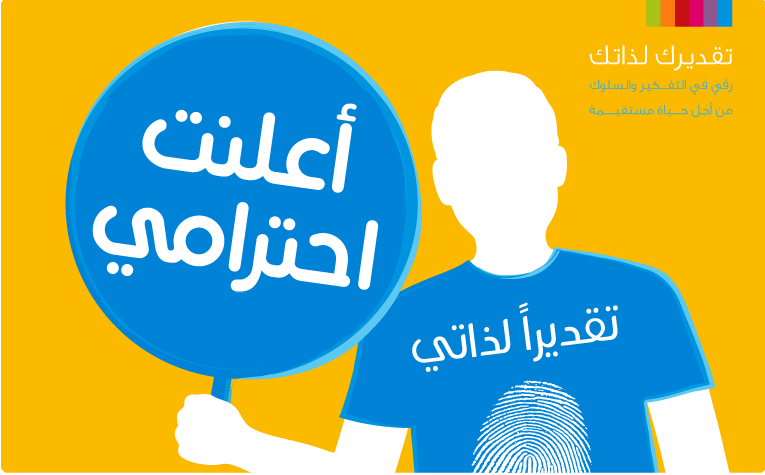 تقديرك لذاتك
رقي في التفكير والسلوك
من أجل حياة مستقيمة
أعلنت
احترامي
تقديراً لذاتي